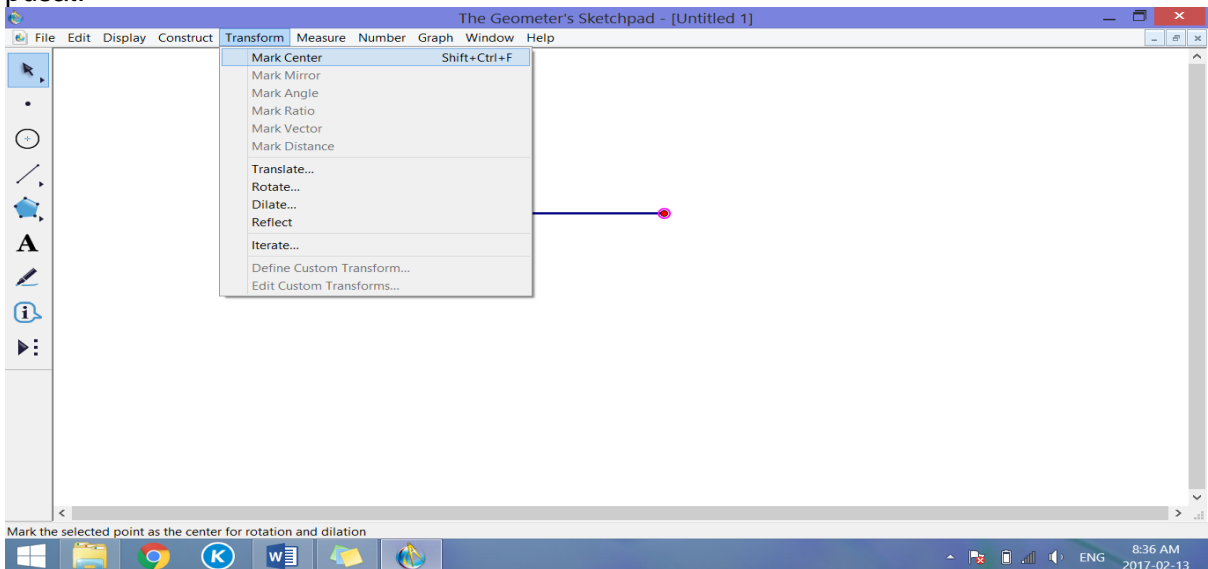 The Geometer's Sketchpad - [Untitled 1]
File Edit Display Construct Transform Measure Number Graph Window Help
Mark Center Shift+Ctrl+F
Mark Mirror
Mark Angle
Mark Ratio
Mark Vector
Mark Distance
Translate...
Rotate...
Dilate...
Reflect
Iterate...
Define Custom Transform...
Edit Custom Transforms...
A
Mark the selected point as the center for rotation and dilation
ENG
8:36 AM
2017-02-13